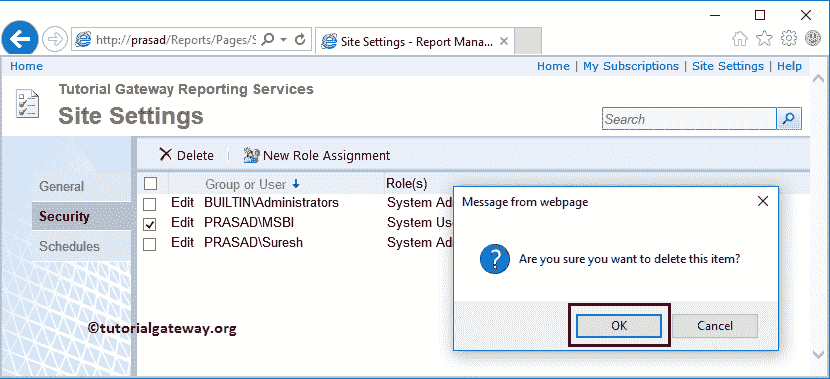 http://prasad/Reports/Pages/S
Site Settings - Report Mana...
Home
Home | My Subscriptions | Site Settings | Help
Tutorial Gateway Reporting Services
Site Settings
Search
Delete | New Role Assignment
General
Security
Schedules
Group or User Role(s)
Edit BUILTIN\Administrators System Ad
Edit PRASAD\MSBI System Us
Edit PRASAD\Suresh System Ad
Message from webpage
Are you sure you want to delete this item?
OK Cancel
©tutorialgateway.org